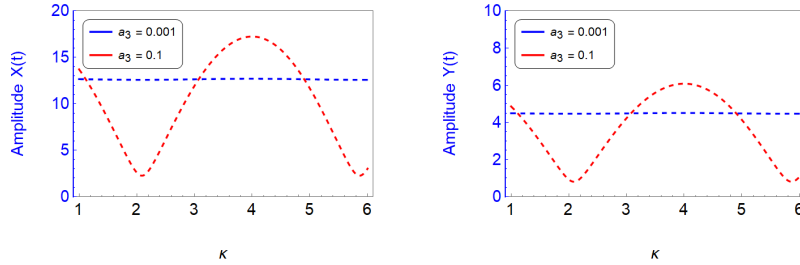 Amplitude X(t)
20
15
10
5
0
a3 = 0.001
a3 = 0.1
1 2 3 4 5 6
κ
Amplitude Y(t)
10
8
6
4
2
0
a3 = 0.001
a3 = 0.1
1 2 3 4 5 6
κ